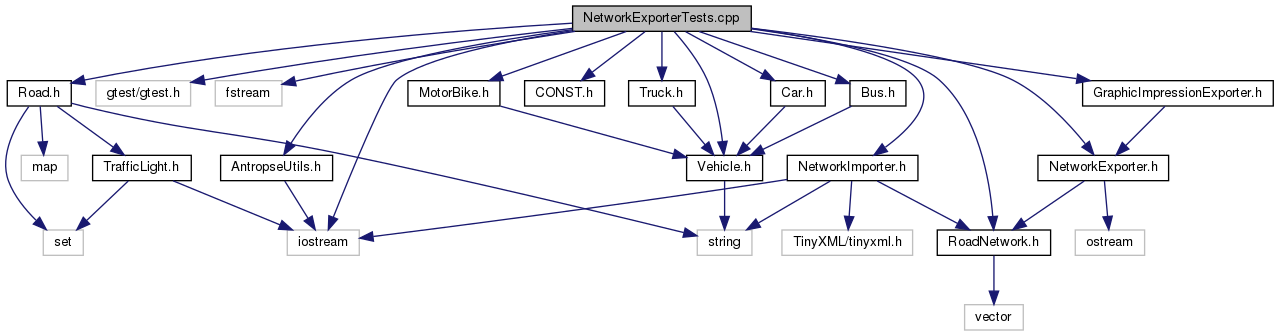 NetworkExporterTests.cpp
Road.h
gtest/gtest.h
fstream
MotorBike.h
CONST.h
Truck.h
Car.h
Bus.h
GraphicImpressionExporter.h
map
TrafficLight.h
AntropseUtils.h
Vehicle.h
NetworkImporter.h
NetworkExporter.h
set
iostream
string
TinyXML/tinyxml.h
RoadNetwork.h
ostream
vector